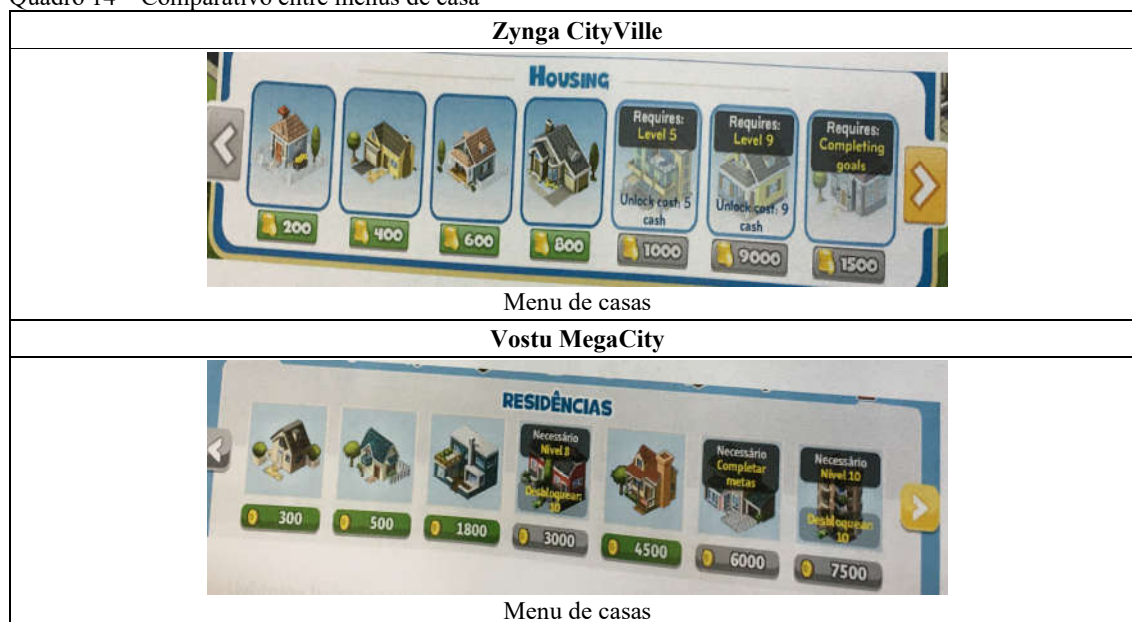 Quadro 14 – Comparativo entre menus de casa
Zynga CityVille
HOUSING
Requires: Level 5
Unlock cost: 5 cash
Requires: Level 9
Unlock cost: 9 cash
Requires: Completing goals
200 400 600 800 1000 9000 1500
Menu de casas
Vostu MegaCity
RESIDÊNCIAS
Necessário Nível 8
Desbloquear: 10
Necessário Completar metas
Necessário Nível 10
Desbloquear: 10
300 500 1800 3000 4500 6000 7500
Menu de casas